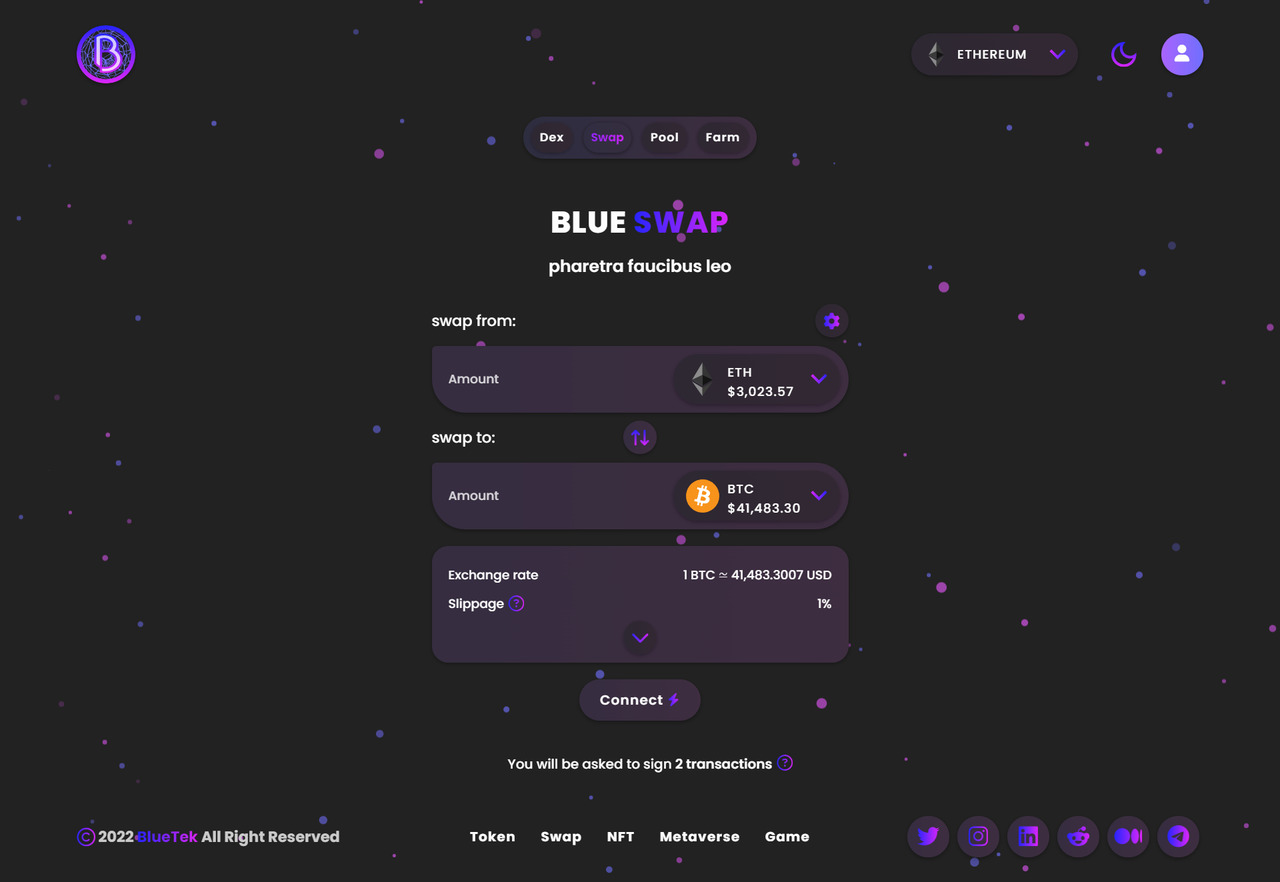 B
ETHEREUM
Dex Swap Pool Farm
BLUE SWAP
pharetra faucibus leo
swap from:
Amount
ETH
$3,023.57
swap to:
Amount
BTC
$41,483.30
Exchange rate 1 BTC ≃ 41,483.3007 USD
Slippage ? 1%
Connect
You will be asked to sign 2 transactions ?
© 2022 BlueTek All Right Reserved
Token Swap NFT Metaverse Game